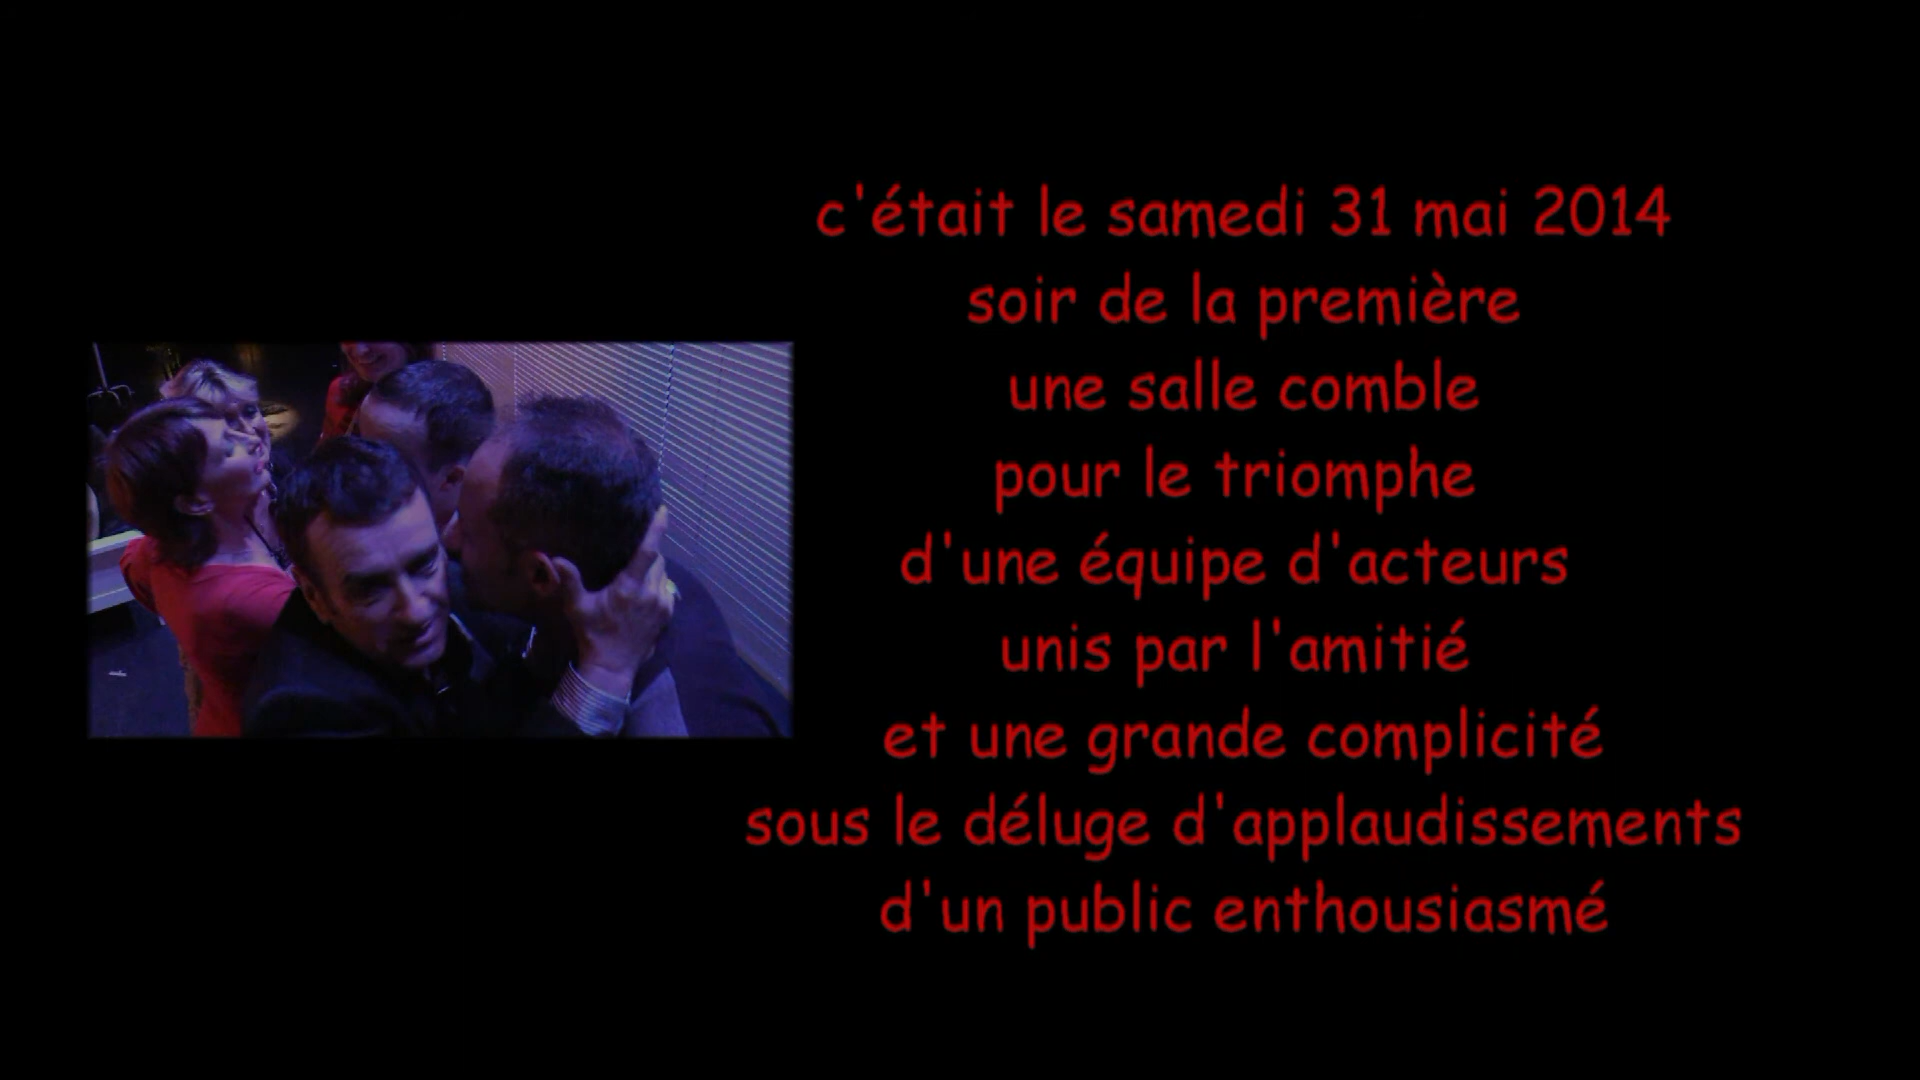 c'était le samedi 31 mai 2014
soir de la première
une salle comble
pour le triomphe
d'une équipe d'acteurs
unis par l'amitié
et une grande complicité
sous le déluge d'applaudissements
d'un public enthousiasmé